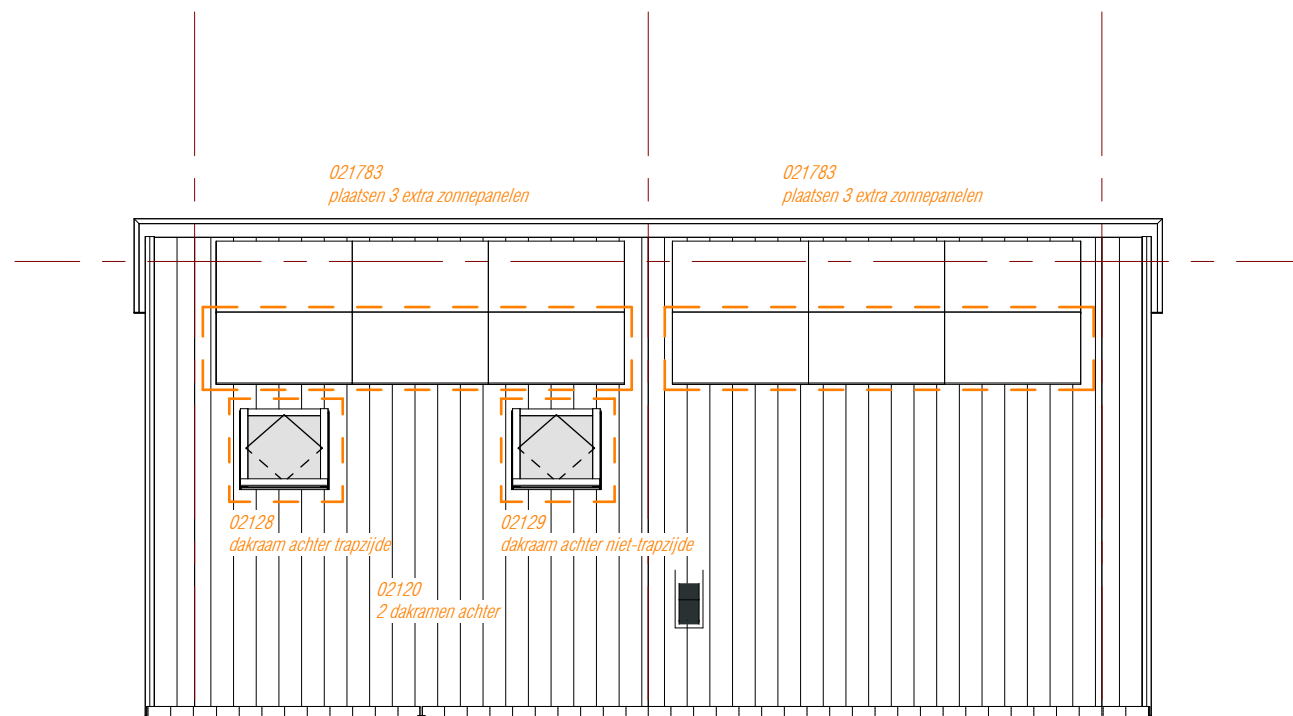 021783
plaatsen 3 extra zonnepanelen
021783
plaatsen 3 extra zonnepanelen
02128
dakraam achter trapzijde
02129
dakraam achter niet-trapzijde
02120
2 dakramen achter